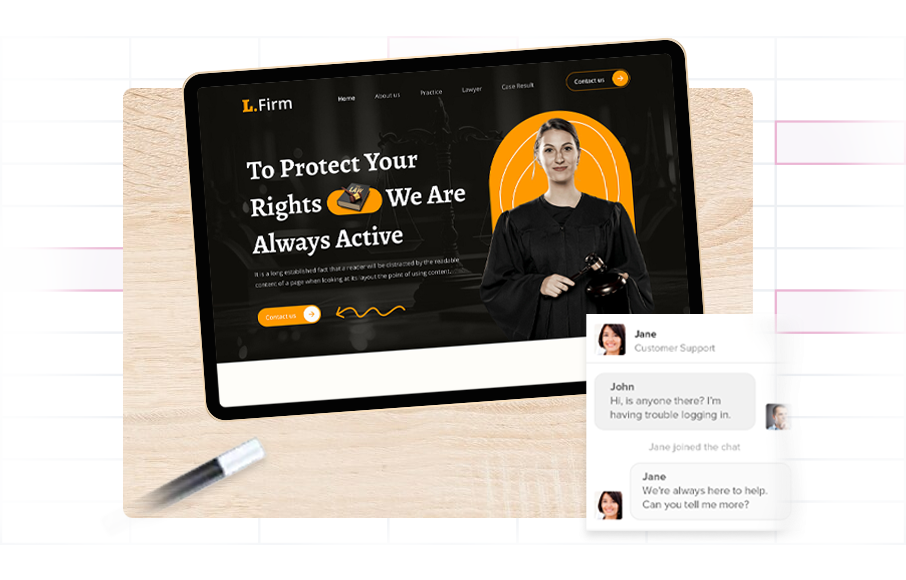 L.Firm
Home About us Practice Lawyer Case Result Contact us
To Protect Your
Rights We Are
Always Active
It is a long established fact that a reader will be distracted by the readable
content of a page when looking at its layout the point of using content....
Contact us
Jane
Customer Support
John
Hi, is anyone there? I'm
having trouble logging in.
Jane joined the chat
Jane
We're always here to help.
Can you tell me more?